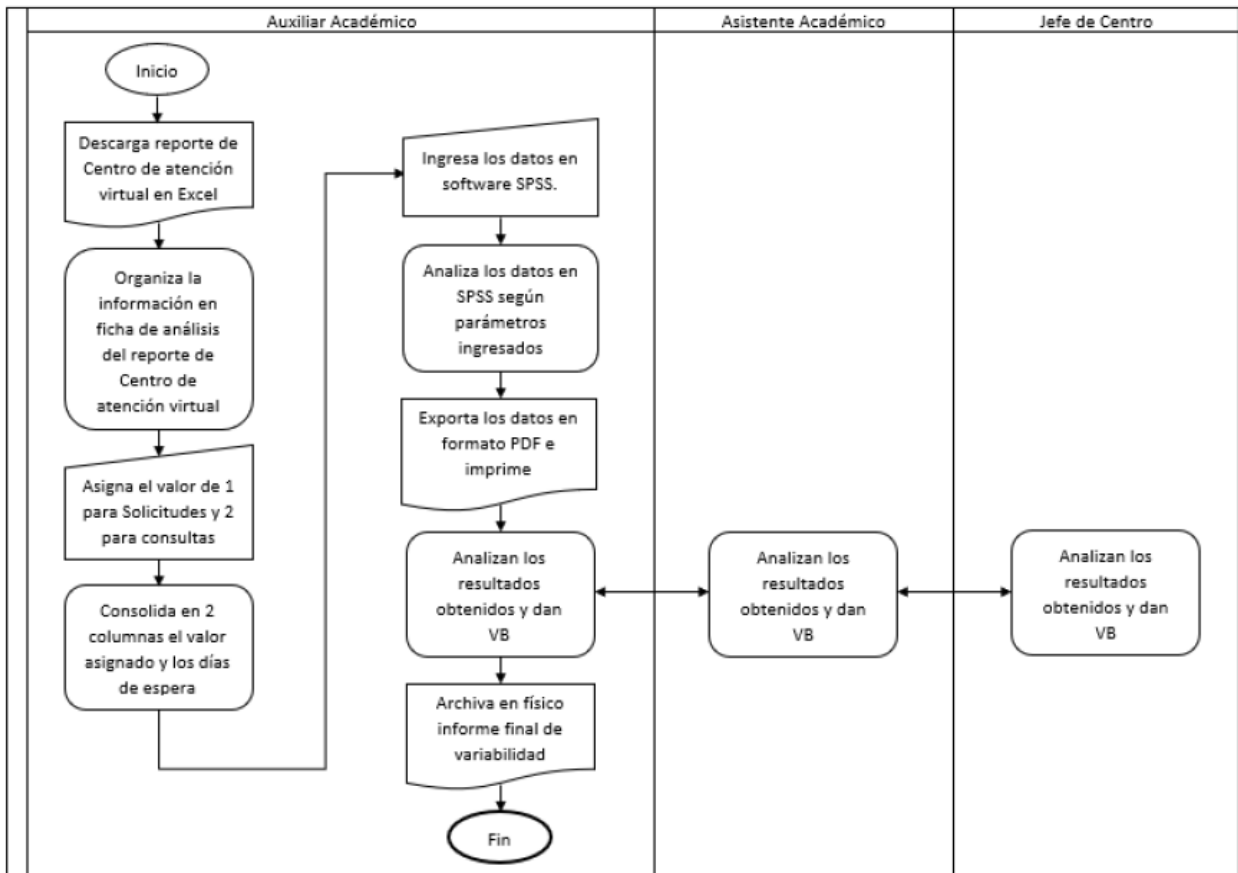 Auxiliar Académico
Asistente Académico
Jefe de Centro
Inicio
Descarga reporte de
Centro de atención
virtual en Excel
Organiza la
información en
ficha de análisis
del reporte de
Centro de
atención virtual
Asigna el valor de 1
para Solicitudes y 2
para consultas
Consolida en 2
columnas el valor
asignado y los días
de espera
Ingresa los datos en
software SPSS.
Analiza los datos en
SPSS según
parámetros
ingresados
Exporta los datos en
formato PDF e
imprime
Analizan los
resultados
obtenidos y dan
VB
Analizan los
resultados
obtenidos y dan
VB
Analizan los
resultados
obtenidos y dan
VB
Archiva en físico
informe final de
variabilidad
Fin